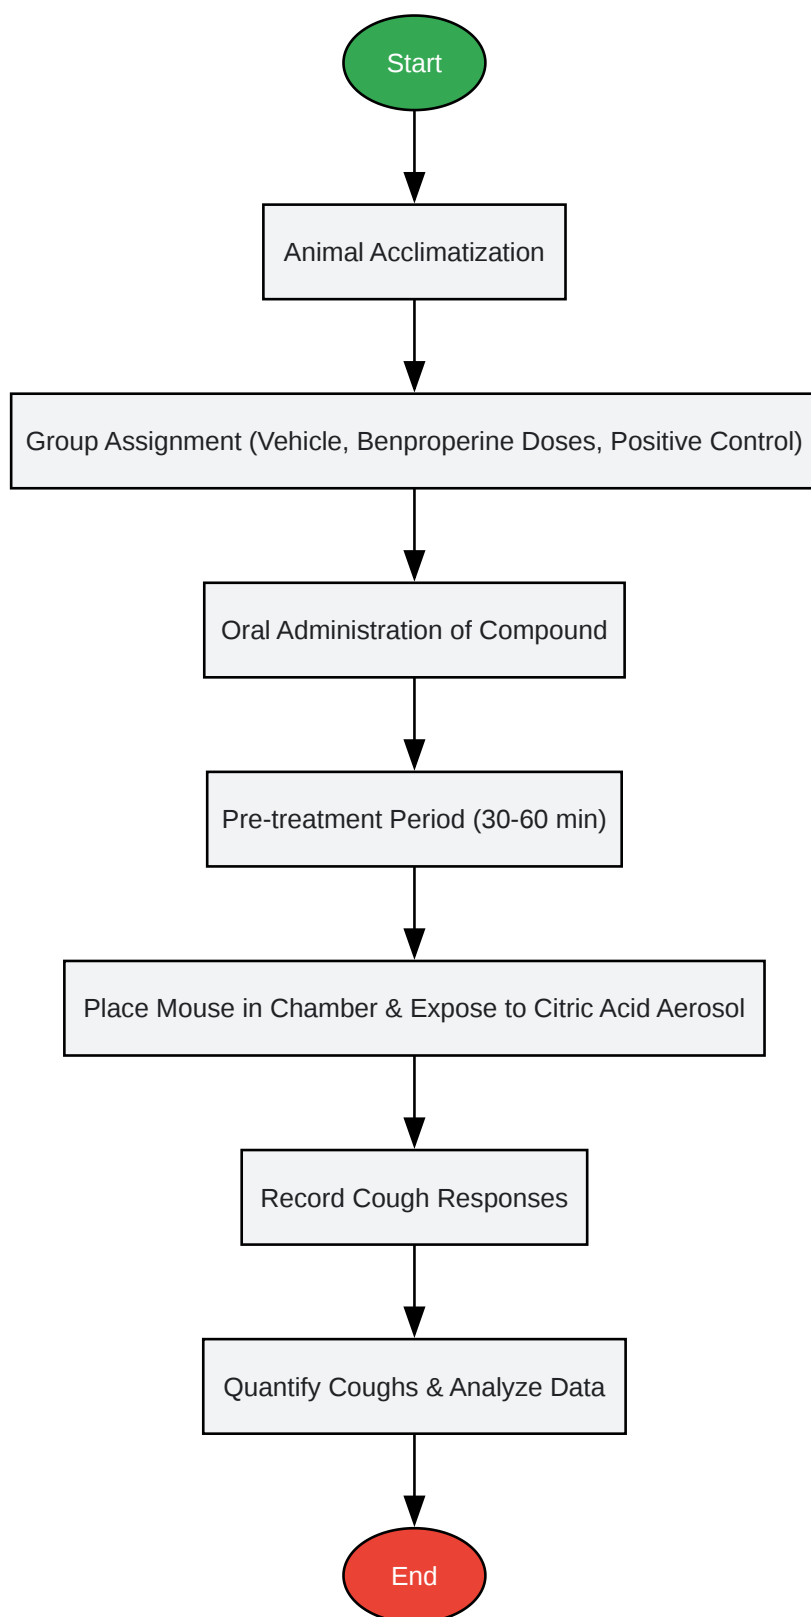 Start
Animal Acclimatization
Group Assignment (Vehicle, Benproperine Doses, Positive Control)
Oral Administration of Compound
Pre-treatment Period (30-60 min)
Place Mouse in Chamber & Expose to Citric Acid Aerosol
Record Cough Responses
Quantify Coughs & Analyze Data
End